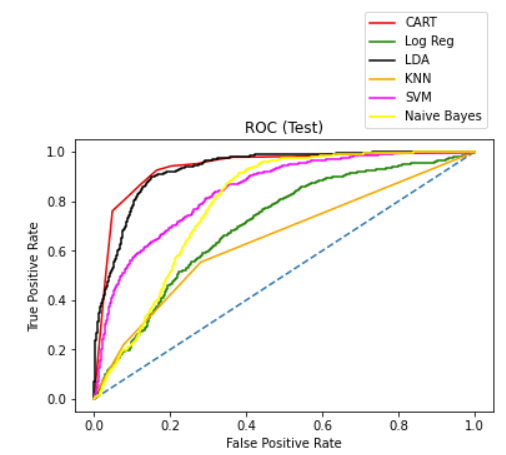 CART
Log Reg
LDA
KNN
SVM
Naive Bayes
ROC (Test)
1.0
0.8
0.6
0.4
0.2
0.0
True Positive Rate
0.0 0.2 0.4 0.6 0.8 1.0
False Positive Rate